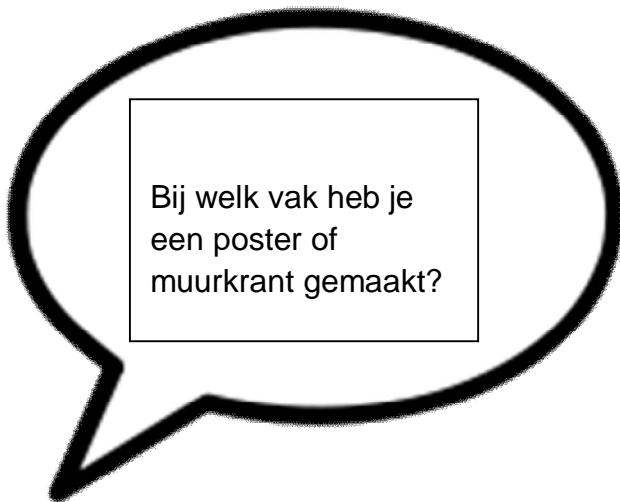 Bij welk vak heb je
een poster of
muurkrant gemaakt?